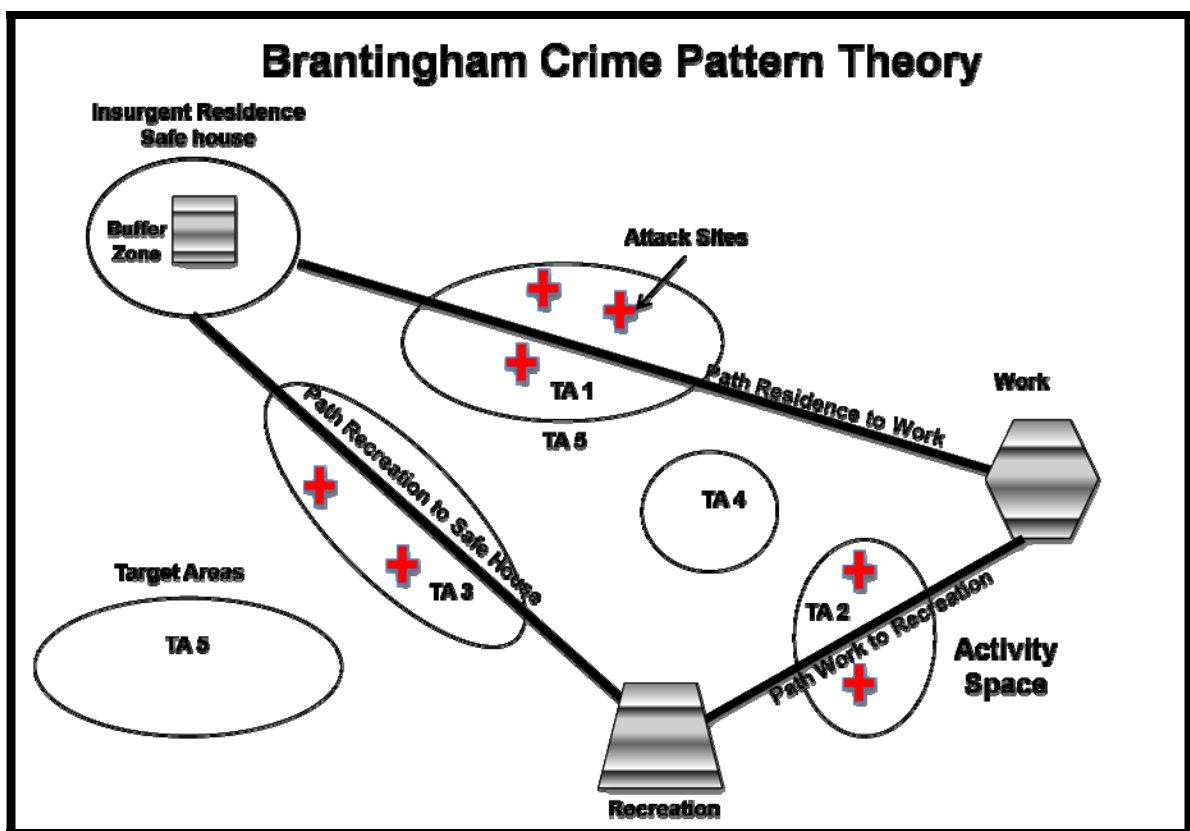 Brantingham Crime Pattern Theory
Insurgent Residence
Safe house
Buffer
Zone
Attack Sites
TA 1
TA 5
Path Residence to Work
Work
Path Recreation to Safe House
TA 3
TA 4
Target Areas
TA 5
TA 2
Path Work to Recreation
Activity
Space
Recreation